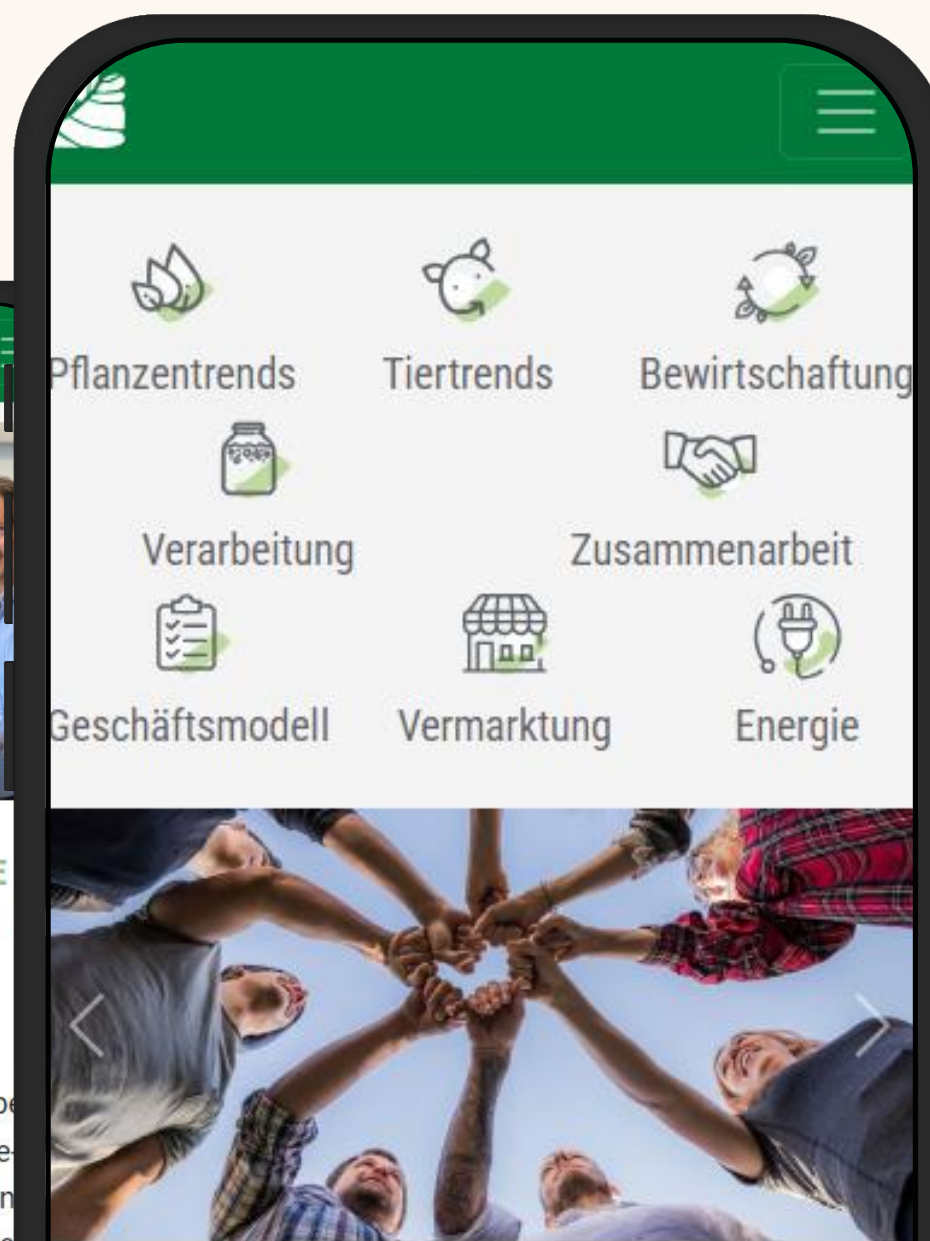 Pflanzentrends Tiertrends Bewirtschaftung
Verarbeitung Zusammenarbeit
Geschäftsmodell Vermarktung Energie